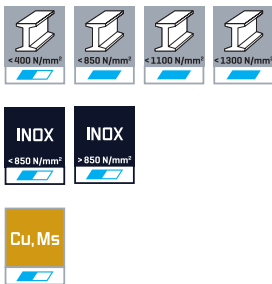 <400 N/mm² <850 N/mm² <1100 N/mm² <1300 N/mm²
INOX INOX
<850 N/mm² >850 N/mm²
Cu, Ms